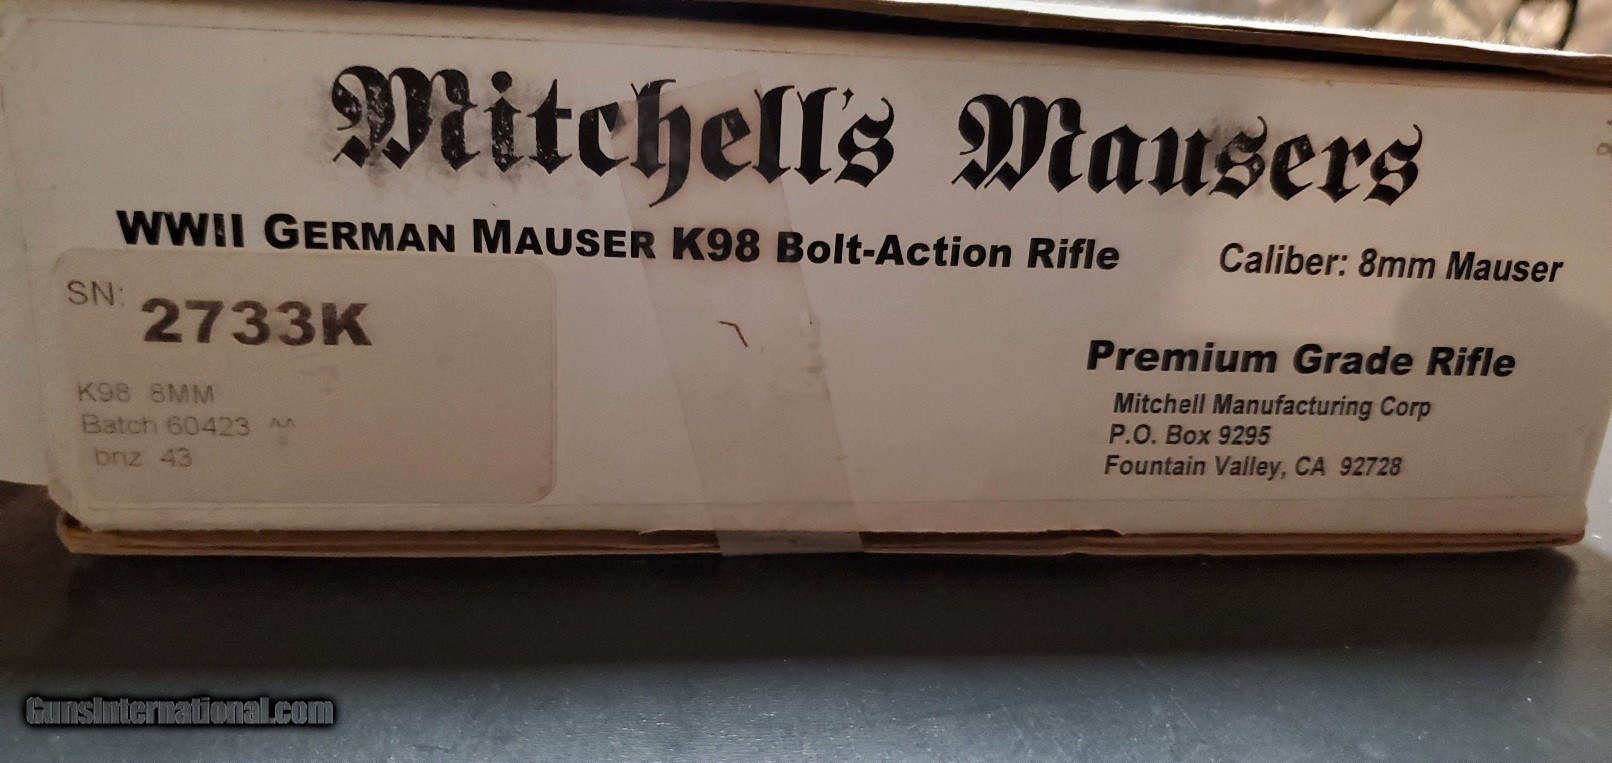 Mitchell's Mausers
WWII GERMAN MAUSER K98 Bolt-Action Rifle
Caliber: 8mm Mauser
SN:
2733K
K98 8MM
Batch 60423 ^^
bnz 43
Premium Grade Rifle
Mitchell Manufacturing Corp
P.O. Box 9295
Fountain Valley, CA 92728
GunsInternational.com